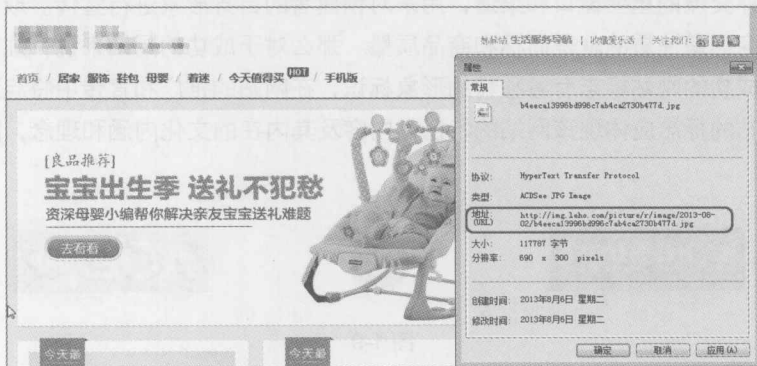 生活服务导航 | 收藏爱乐活 | 关注我们:
首页 / 居家 服饰 鞋包 母婴 / 着迷 / 今天值得买 HOT / 手机版
[良品推荐]
宝宝出生季 送礼不犯愁
资深母婴小编帮你解决亲友宝宝送礼难题
去看看
今天最
今天最
属性
常规
b4eeca13996bd996c7ab4ca2730b477d.jpg
协议: HyperText Transfer Protocol
类型: ACDSee JPG Image
地址: http://img.leho.com/picture/r/image/2013-08-
(URL) 02/b4eeca13996bd996c7ab4ca2730b477d.jpg
大小: 117787 字节
分辨率: 690 x 300 pixels
创建时间: 2013年8月6日 星期二
修改时间: 2013年8月6日 星期二
确定 取消 应用(A)